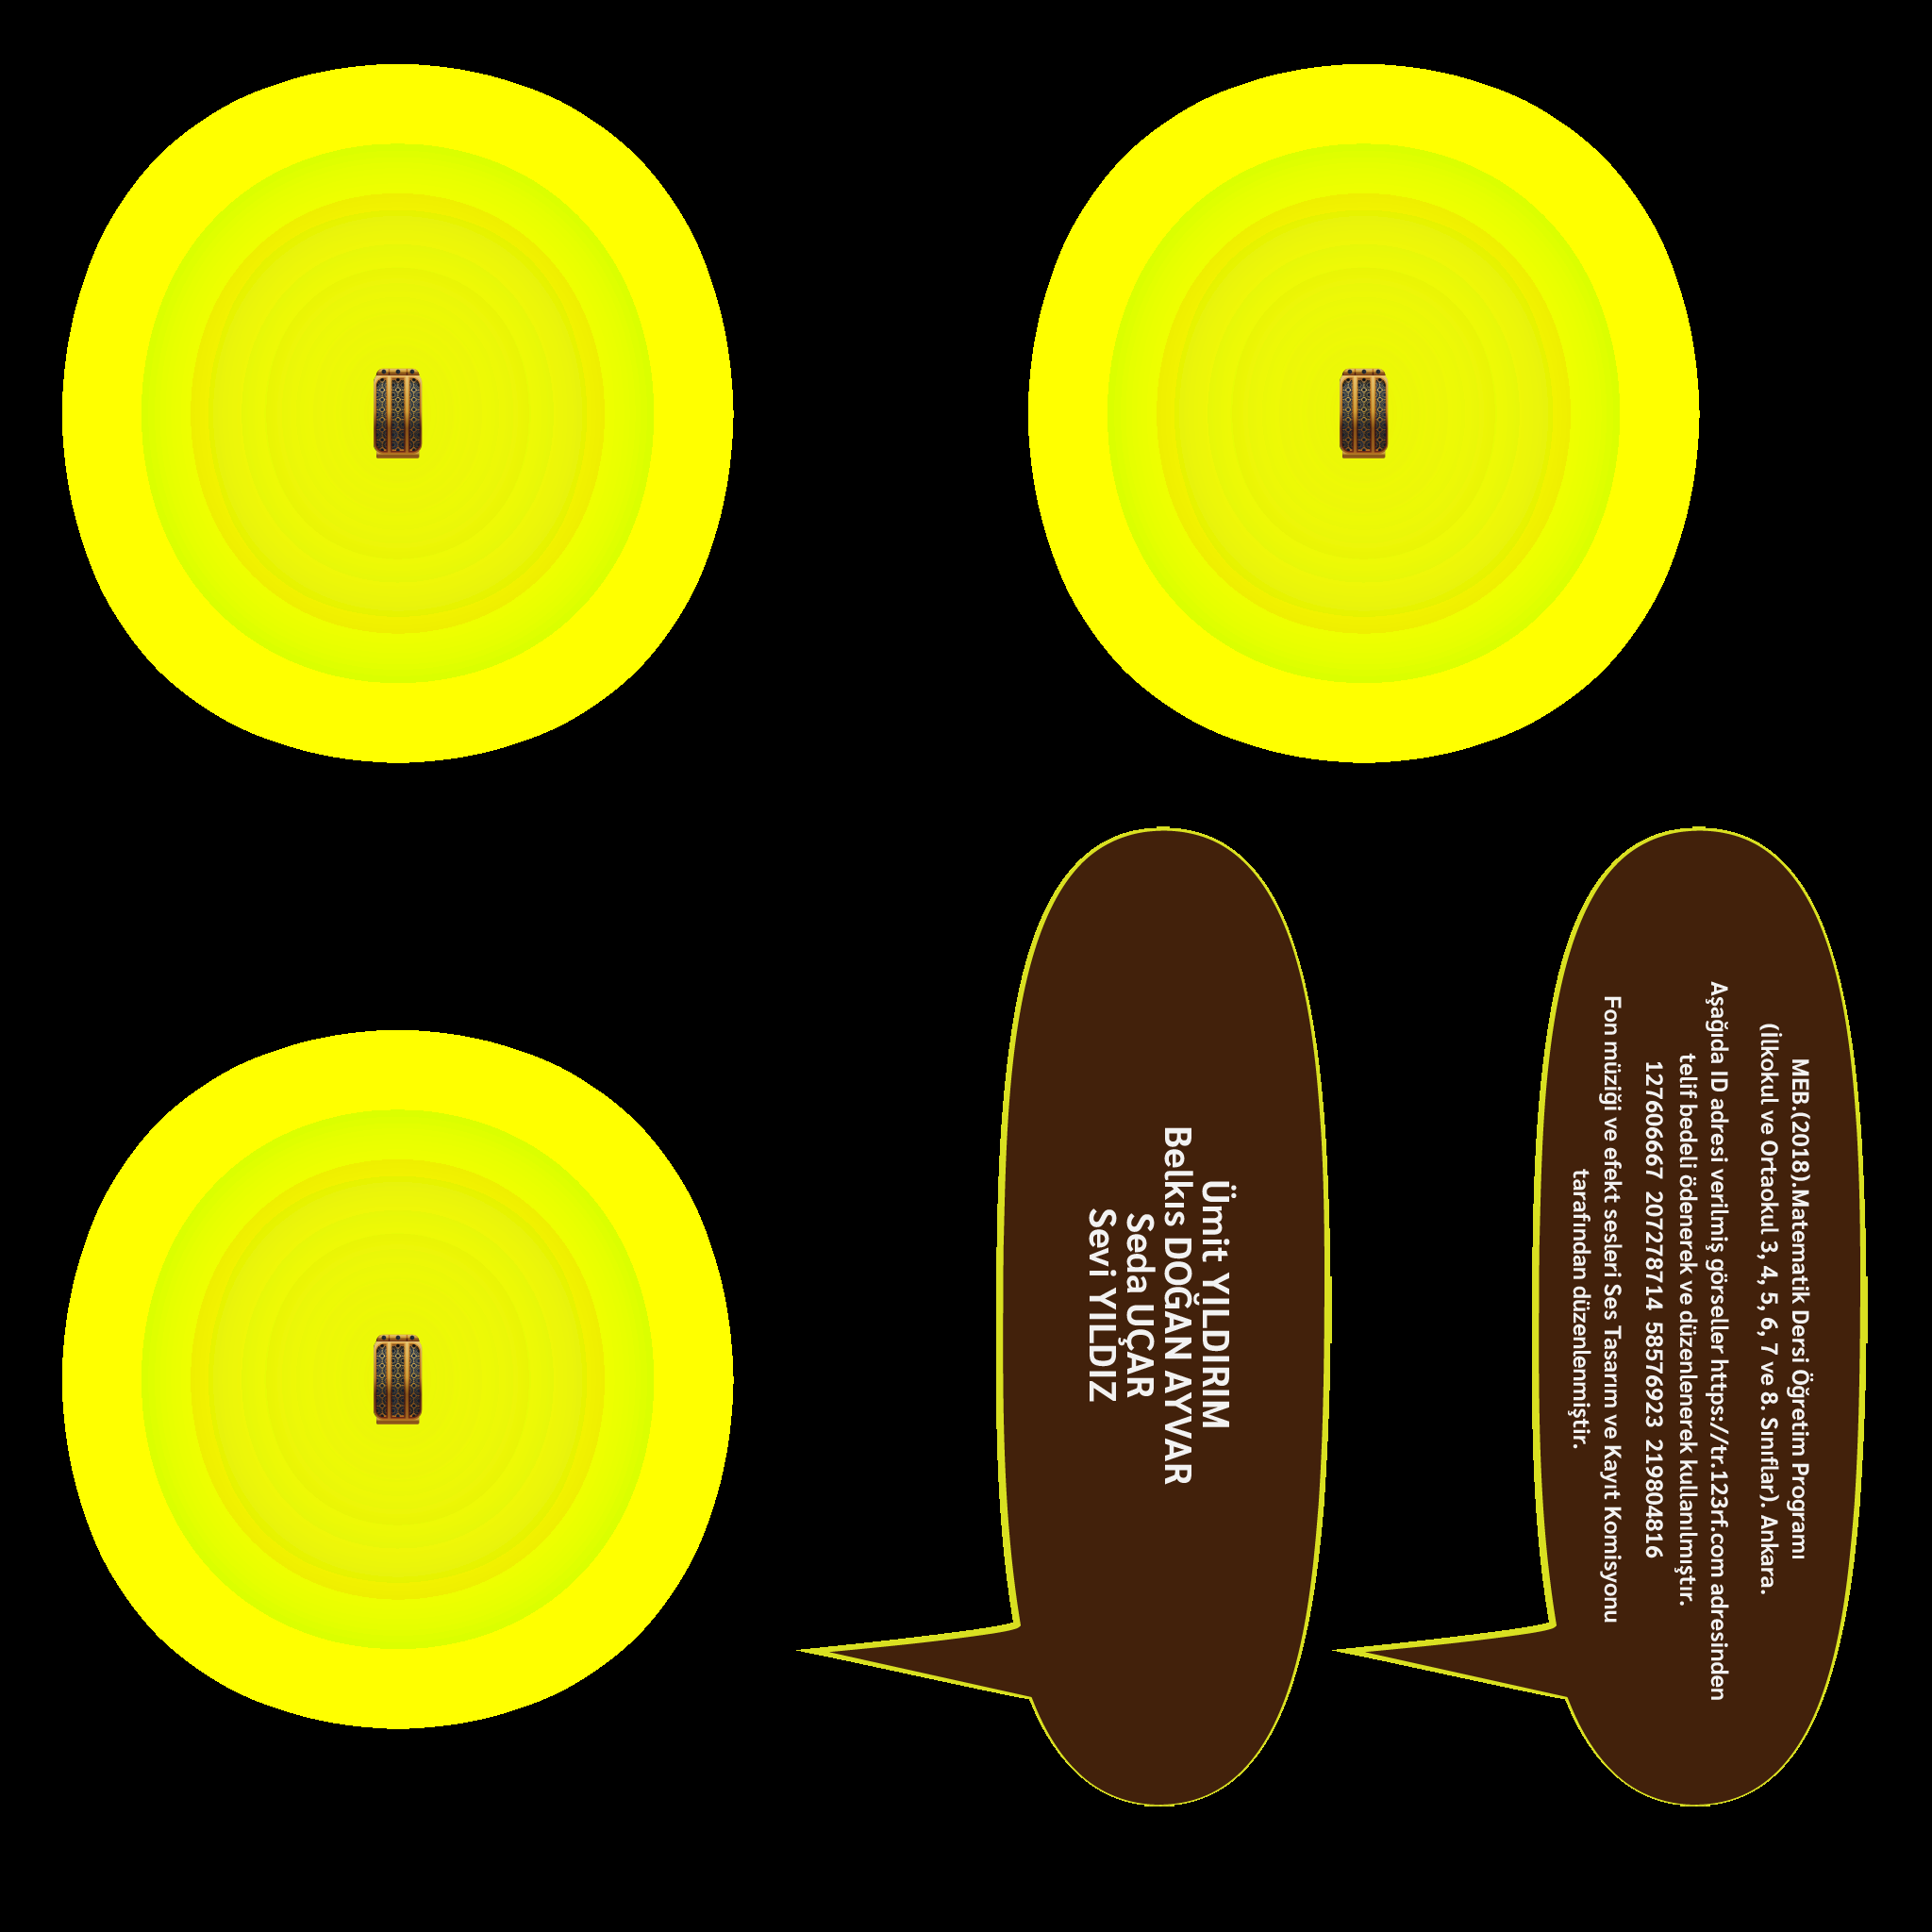 Ümit YILDIRIM
Belkıs DOĞAN AYVAR
Seda UÇAR
Sevi YILDIZ
MEB.(2018).Matematik Dersi Öğretim Programı
(İlkokul ve Ortaokul 3, 4, 5, 6, 7 ve 8. Sınıflar). Ankara.
Aşağıda ID adresi verilmiş görseller https://tr.123rf.com adresinden
telif bedeli ödenerek ve düzenlenerek kullanılmıştır.
127606667 207278714 58576923 219804816
Fon müziği ve efekt sesleri Ses Tasarım ve Kayıt Komisyonu
tarafından düzenlenmiştir.